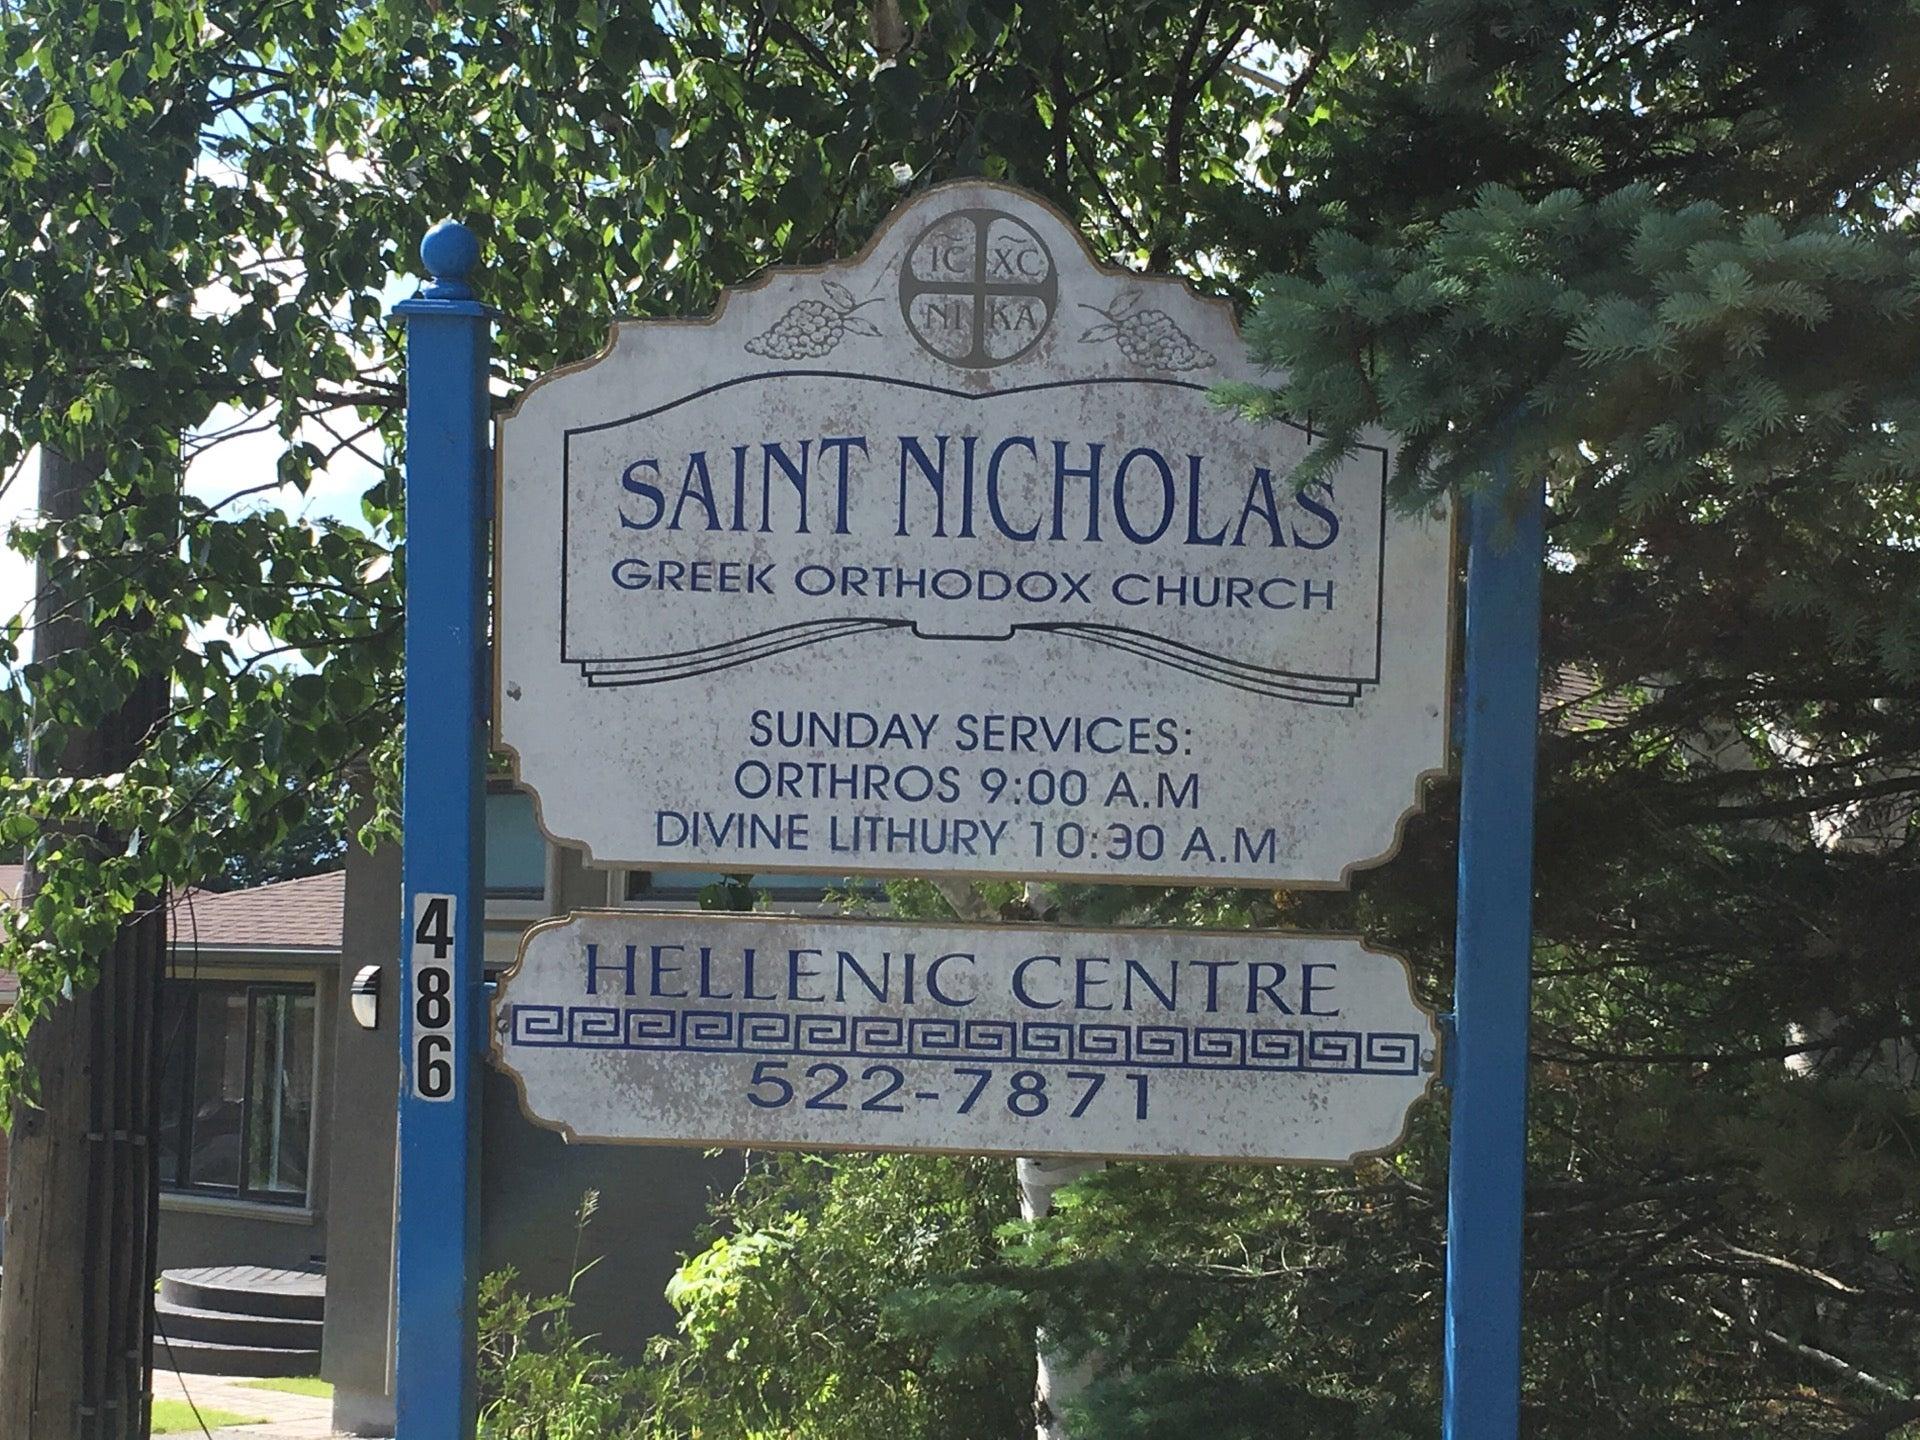 IC XC
NI KA
SAINT NICHOLAS
GREEK ORTHODOX CHURCH
SUNDAY SERVICES:
ORTHROS 9:00 A.M
DIVINE LITHURY 10:30 A.M
486
HELLENIC CENTRE
522-7871